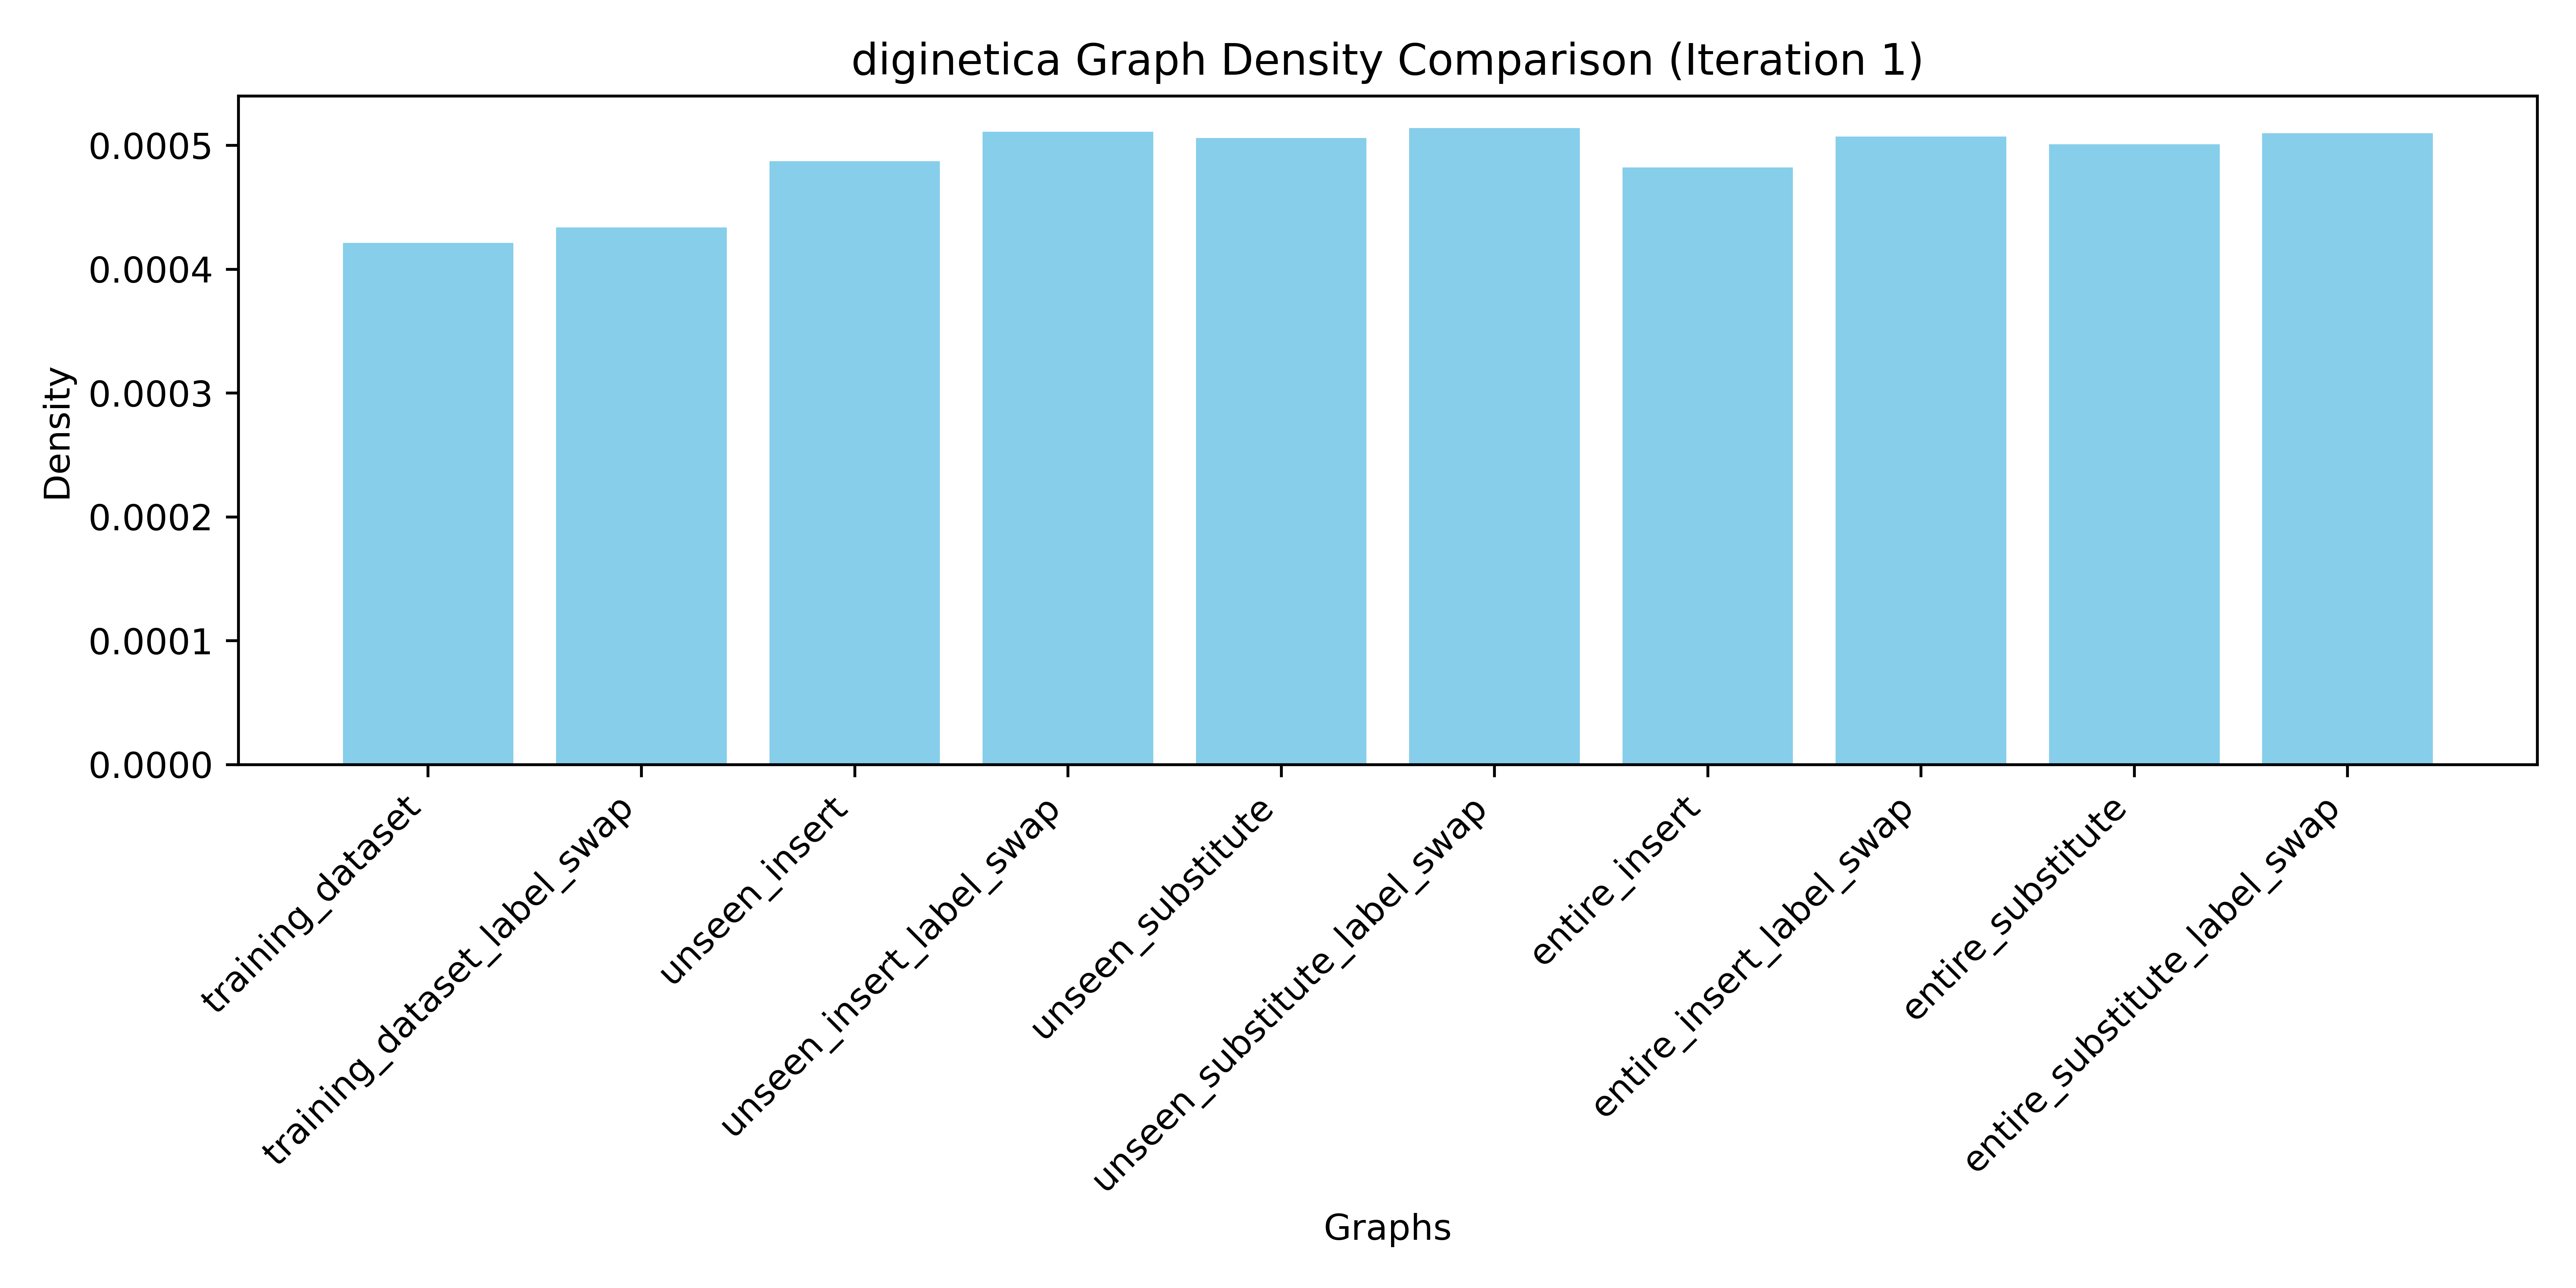 diginetica Graph Density Comparison (Iteration 1)
Density
0.0005
0.0004
0.0003
0.0002
0.0001
0.0000
training_dataset
training_dataset_label_swap
unseen_insert
unseen_insert_label_swap
unseen_substitute
unseen_substitute_label_swap
entire_insert
entire_insert_label_swap
entire_substitute
entire_substitute_label_swap
Graphs